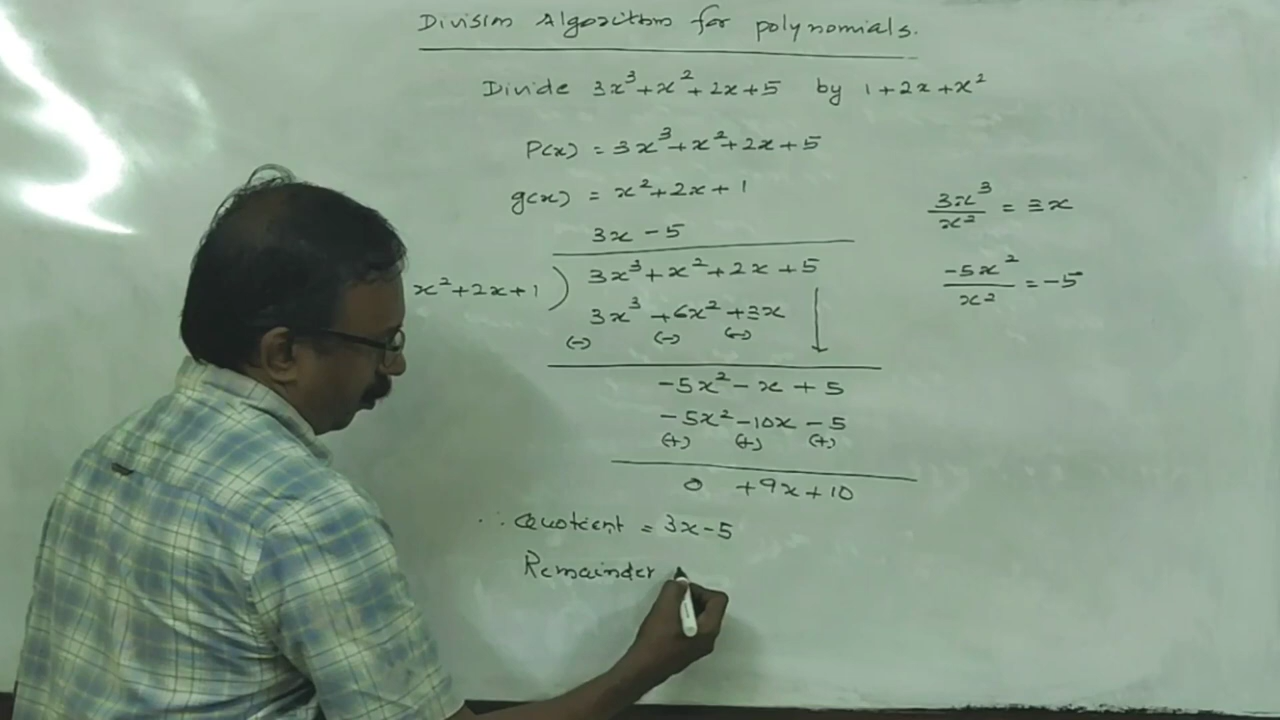 Division Algorithm for polynomials.
Divide 3x³+x²+2x+5 by 1+2x+x²
P(x) = 3x³+x²+2x+5
g(x) = x²+2x+1
3x³/x² = 3x
3x-5
x²+2x+1 ) 3x³+x²+2x+5
-5x²/x² = -5
3x³+6x²+3x
(-) (-) (-)
-5x²-x+5
-5x²-10x-5
(+) (+) (+)
0 +9x+10
∴ Quotient = 3x-5
Remainder